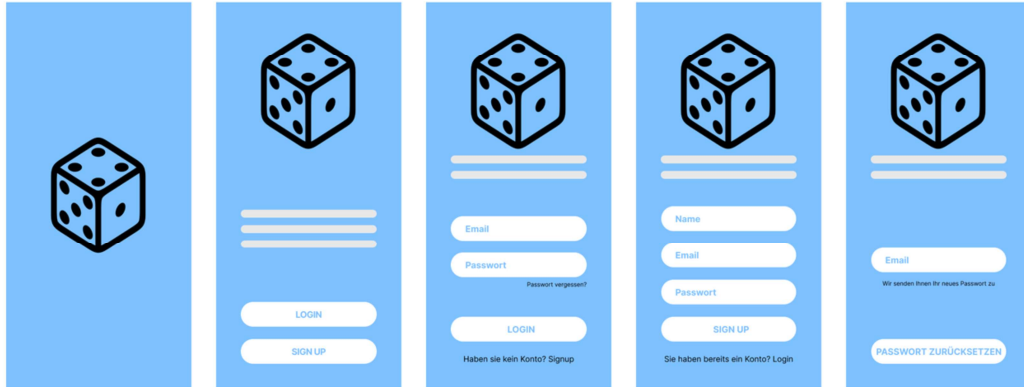 LOGIN
SIGN UP
Email
Passwort
Passwort vergessen?
LOGIN
Haben sie kein Konto? Signup
Name
Email
Passwort
SIGN UP
Sie haben bereits ein Konto? Login
Email
Wir senden Ihnen Ihr neues Passwort zu
PASSWORT ZURÜCKSETZEN